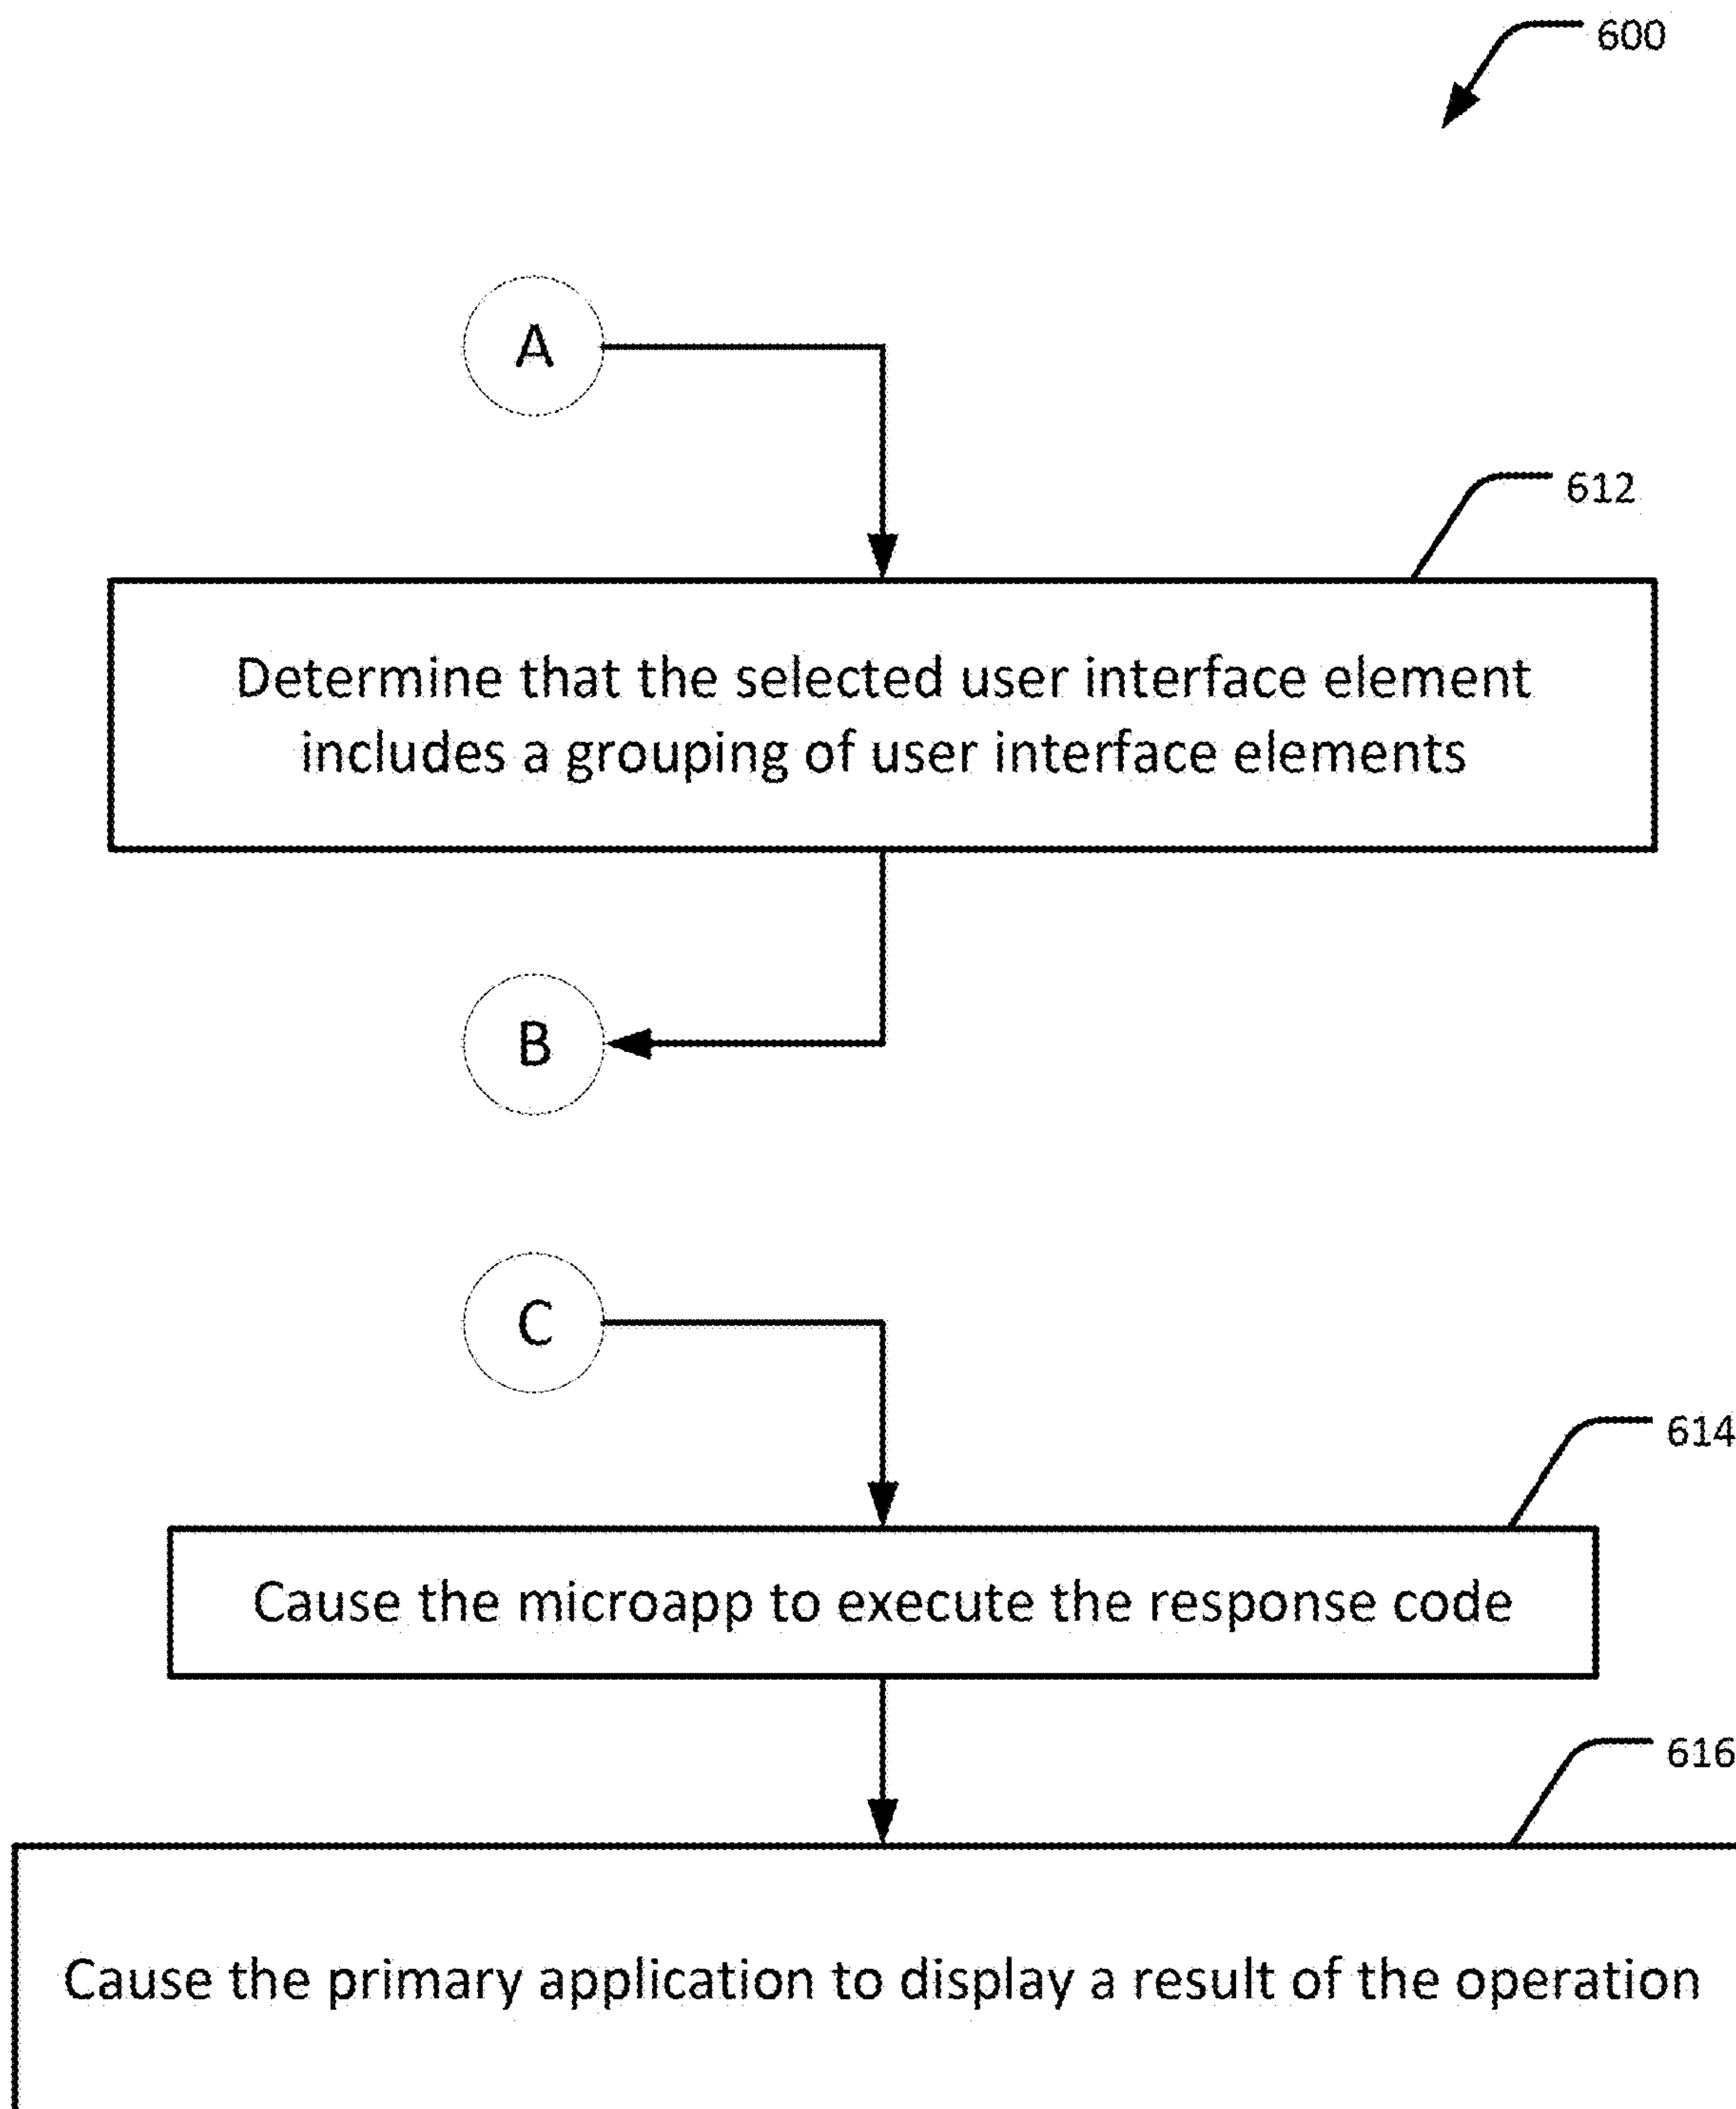 600
A
612
Determine that the selected user interface element
includes a grouping of user interface elements
B
C
614
Cause the microapp to execute the response code
616
Cause the primary application to display a result of the operation